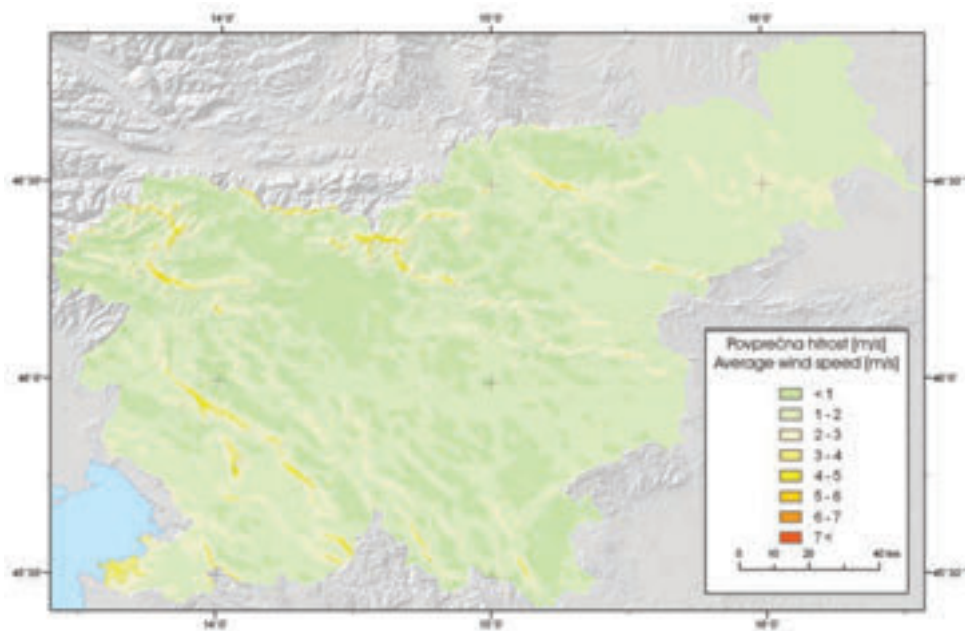 14°0' 15°0' 16°0'
46°30' 46°30'
46°0' 46°0'
45°30' 45°30'
14°0' 15°0' 16°0'
Povprečna hitrost [m/s]
Average wind speed [m/s]
< 1
1 - 2
2 - 3
3 - 4
4 - 5
5 - 6
6 - 7
7 <
0 10 20 40 km